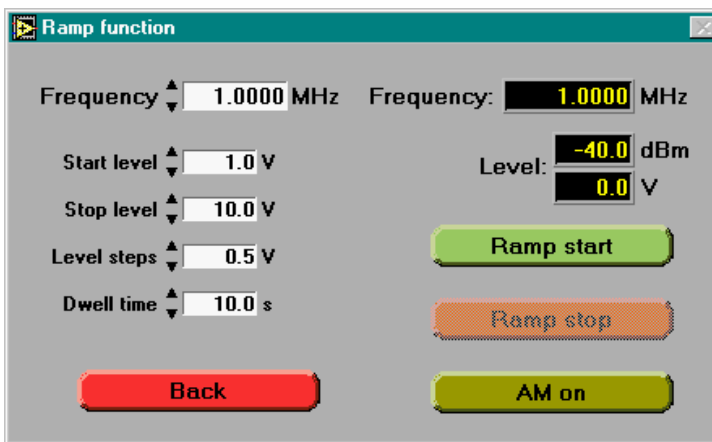 Ramp function
Frequency 1.0000 MHz
Frequency: 1.0000 MHz
Start level 1.0 V
Stop level 10.0 V
Level steps 0.5 V
Dwell time 10.0 s
Level: -40.0 dBm
0.0 V
Ramp start
Ramp stop
Back
AM on